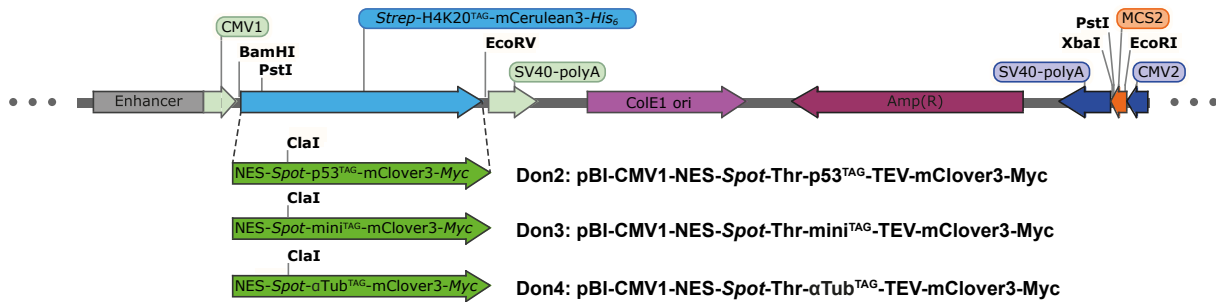 CMV1
Strep-H4K20TAG-mCerulean3-His6
PstI
MCS2
BamHI
EcoRV
XbaI
EcoRI
PstI
SV40-polyA
SV40-polyA
CMV2
Enhancer
ColE1 ori
Amp(R)
ClaI
NES-Spot-p53TAG-mClover3-Myc
Don2: pBI-CMV1-NES-Spot-Thr-p53TAG-TEV-mClover3-Myc
ClaI
NES-Spot-miniTAG-mClover3-Myc
Don3: pBI-CMV1-NES-Spot-Thr-miniTAG-TEV-mClover3-Myc
ClaI
NES-Spot-αTubTAG-mClover3-Myc
Don4: pBI-CMV1-NES-Spot-Thr-αTubTAG-TEV-mClover3-Myc